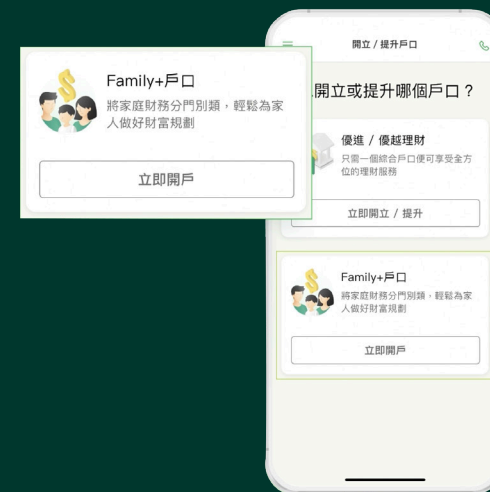 Family+戶口
將家庭財務分門別類，輕鬆為家
人做好財富規劃
立即開戶
開立 / 提升戶口
開立或提升哪個戶口？
優進 / 優越理財
只需一個綜合戶口便可享受全方
位的理財服務
立即開立 / 提升
Family+戶口
將家庭財務分門別類，輕鬆為家
人做好財富規劃
立即開戶